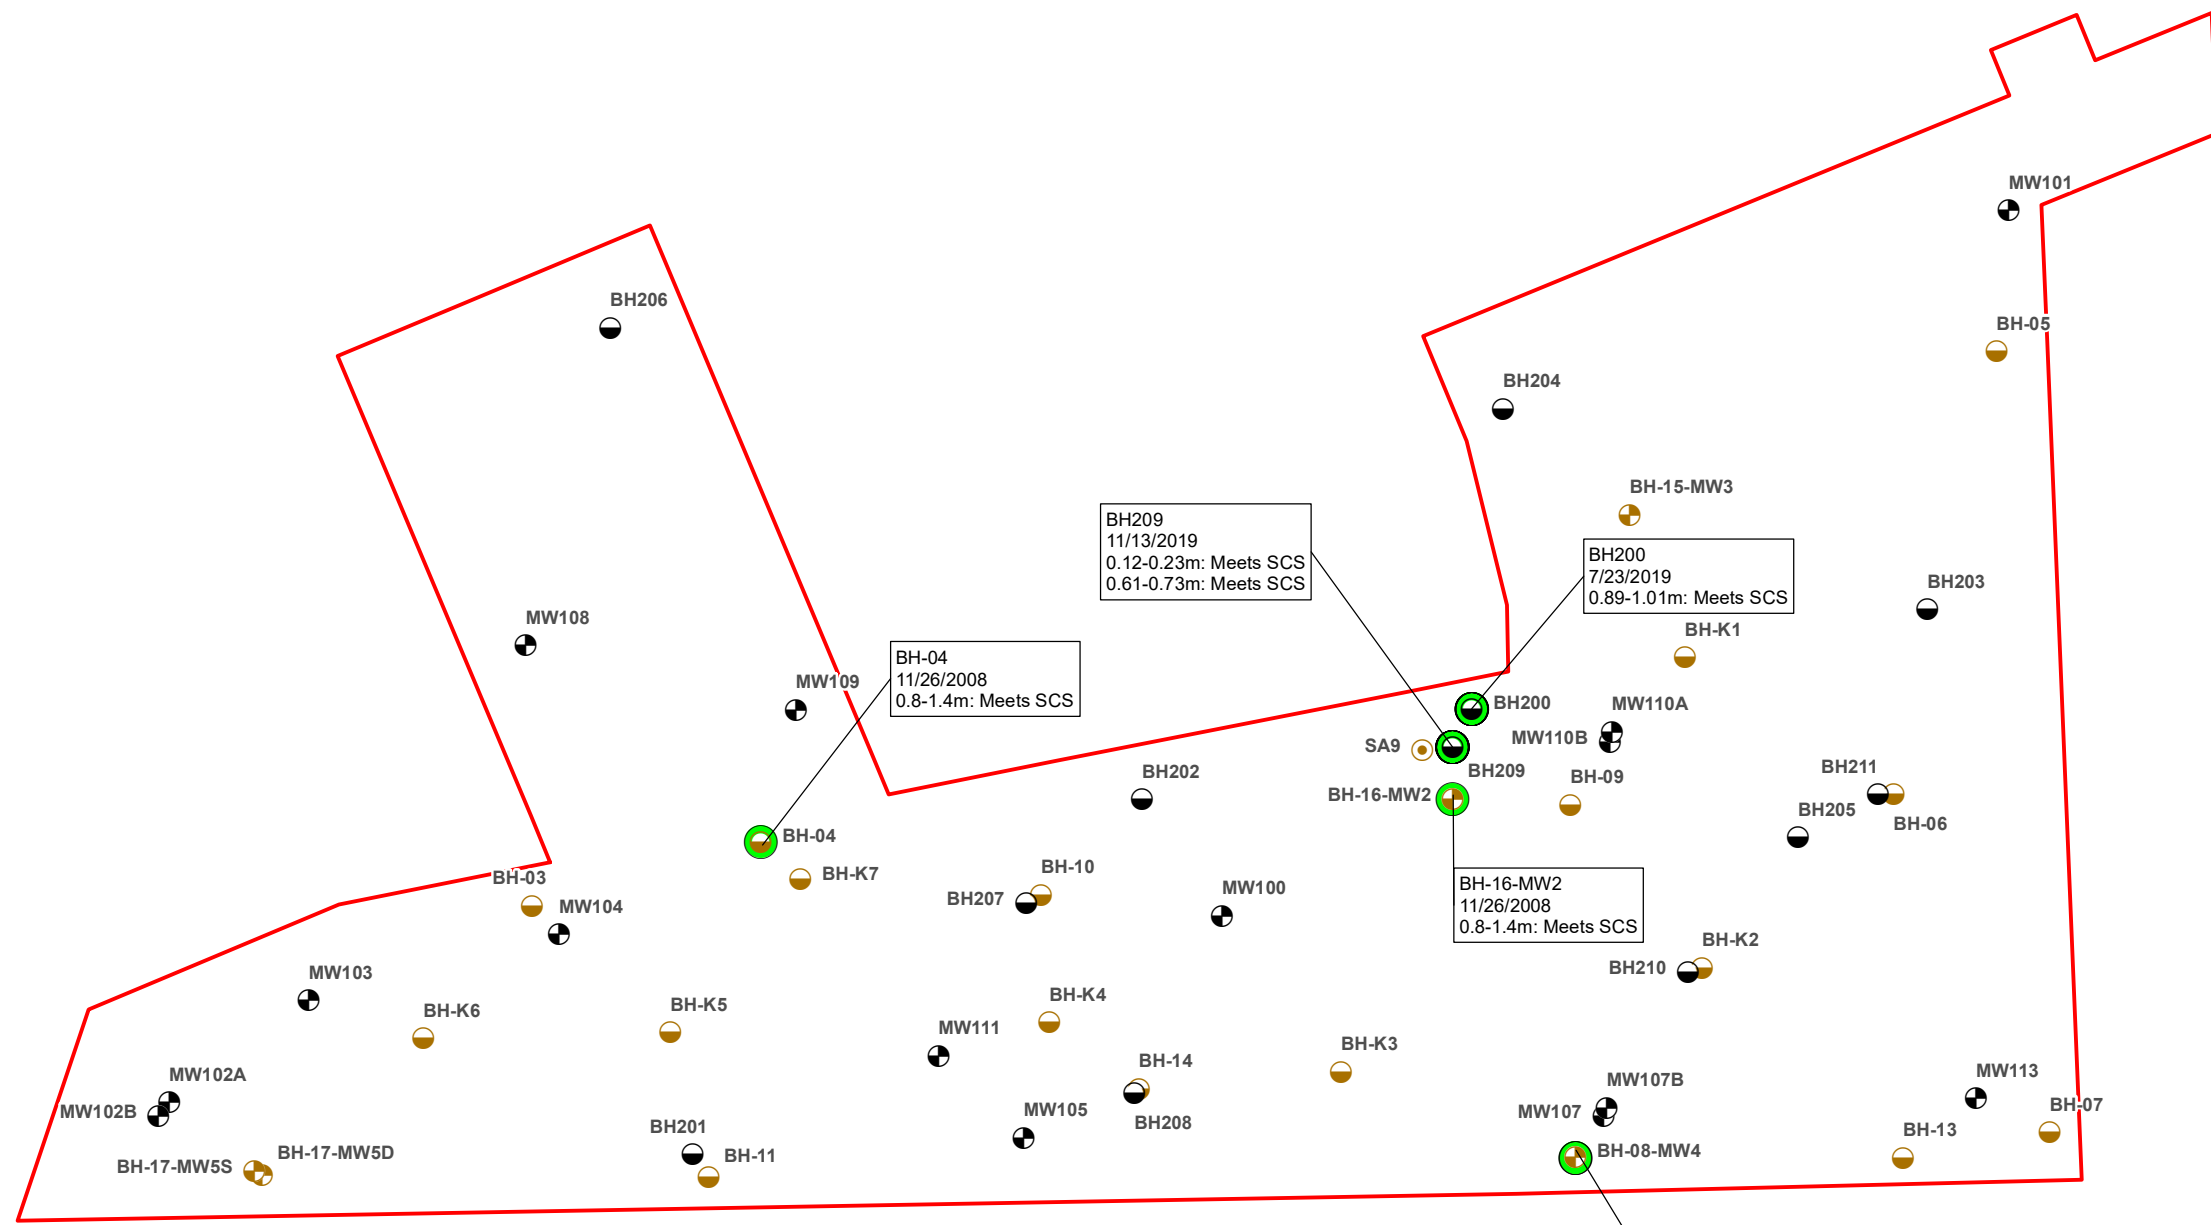 MW101
BH206
BH-05
BH204
BH-15-MW3
BH209
11/13/2019
0.12-0.23m: Meets SCS
0.61-0.73m: Meets SCS
BH200
7/23/2019
0.89-1.01m: Meets SCS
BH203
MW108
BH-K1
BH-04
11/26/2008
0.8-1.4m: Meets SCS
MW109
BH200
MW110A
MW110B
SA9
BH209
BH202
BH-09
BH211
BH-16-MW2
BH205
BH-06
BH-04
BH-K7
BH-03
BH-10
BH207
MW100
BH-16-MW2
11/26/2008
0.8-1.4m: Meets SCS
MW104
BH-K2
BH210
MW103
BH-K6
BH-K5
BH-K4
MW111
BH-K3
BH-14
MW102A
MW102B
MW107B
MW107
MW113
BH-07
BH208
MW105
BH201
BH-11
BH-17-MW5D
BH-17-MW5S
BH-08-MW4
BH-13